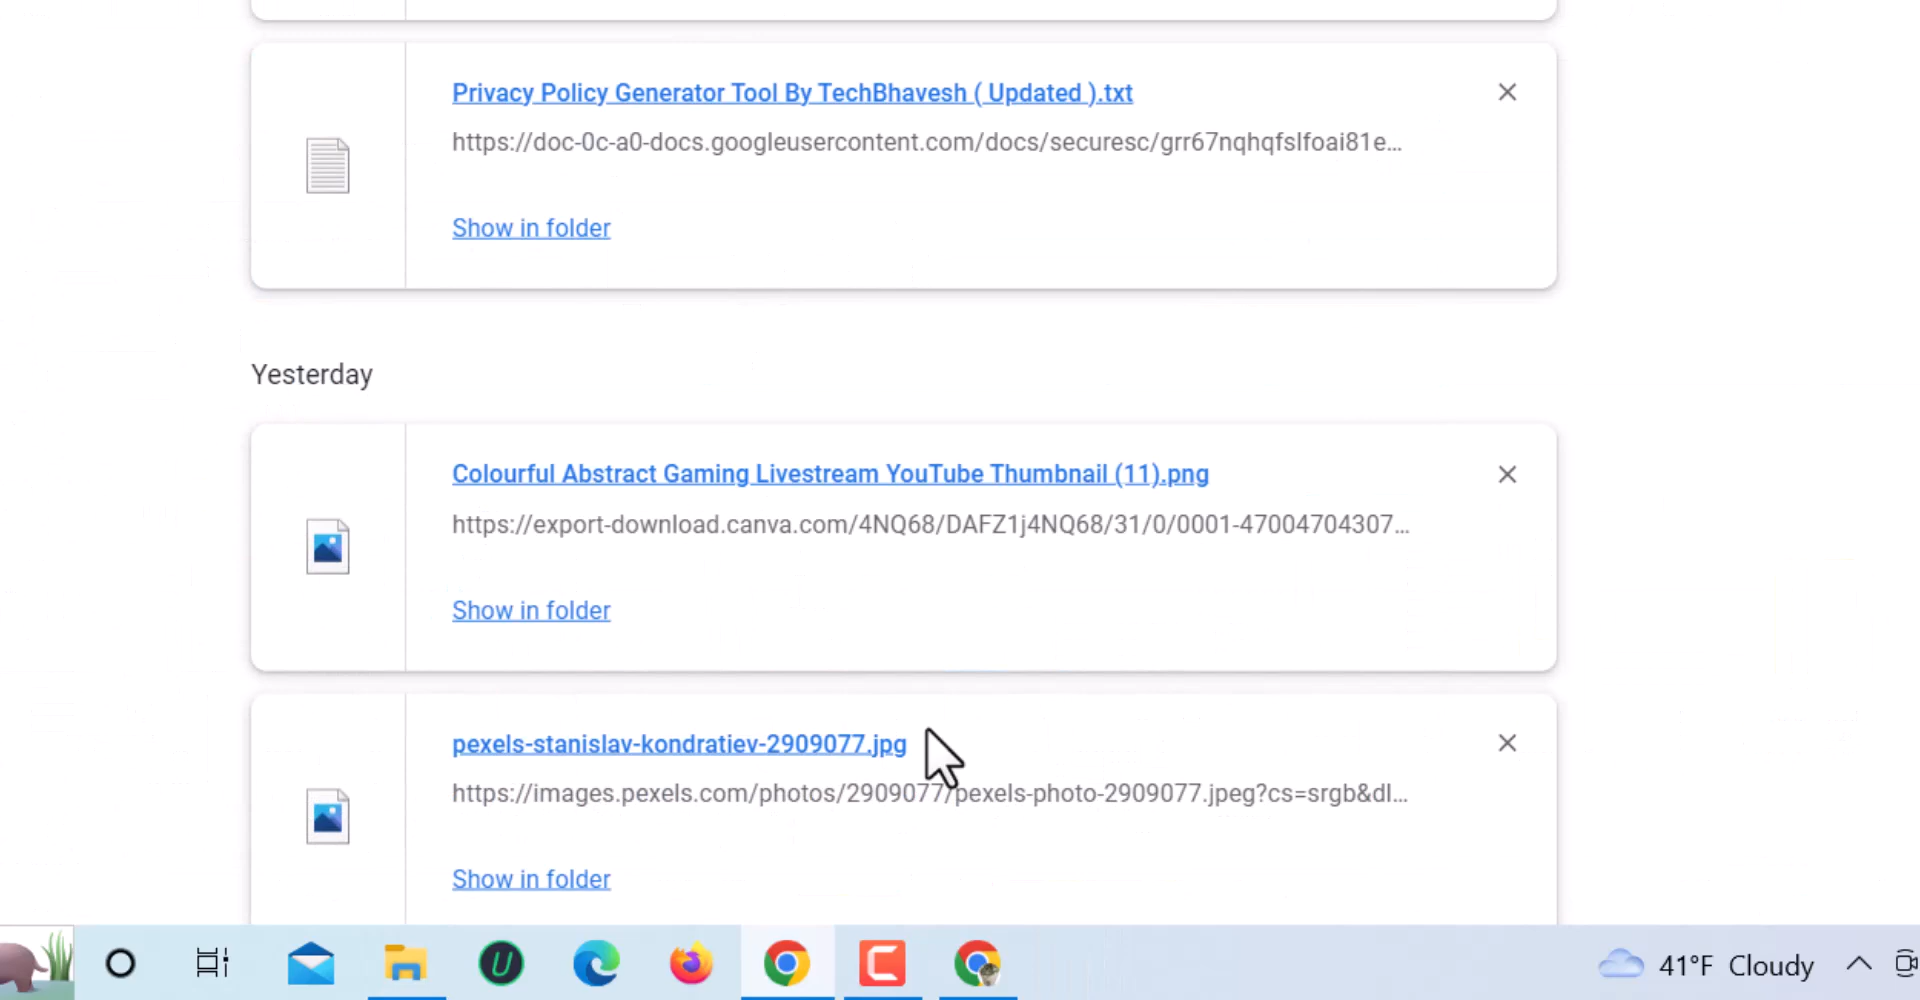 Privacy Policy Generator Tool By TechBhavesh ( Updated ).txt
https://doc-0c-a0-docs.googleusercontent.com/docs/securesc/grr67nqhqfslfoai81e...
Show in folder
Yesterday
Colourful Abstract Gaming Livestream YouTube Thumbnail (11).png
https://export-download.canva.com/4NQ68/DAFZ1j4NQ68/31/0/0001-47004704307...
Show in folder
pexels-stanislav-kondratiev-2909077.jpg
https://images.pexels.com/photos/2909077/pexels-photo-2909077.jpeg?cs=srgb&dl...
Show in folder
41°F Cloudy